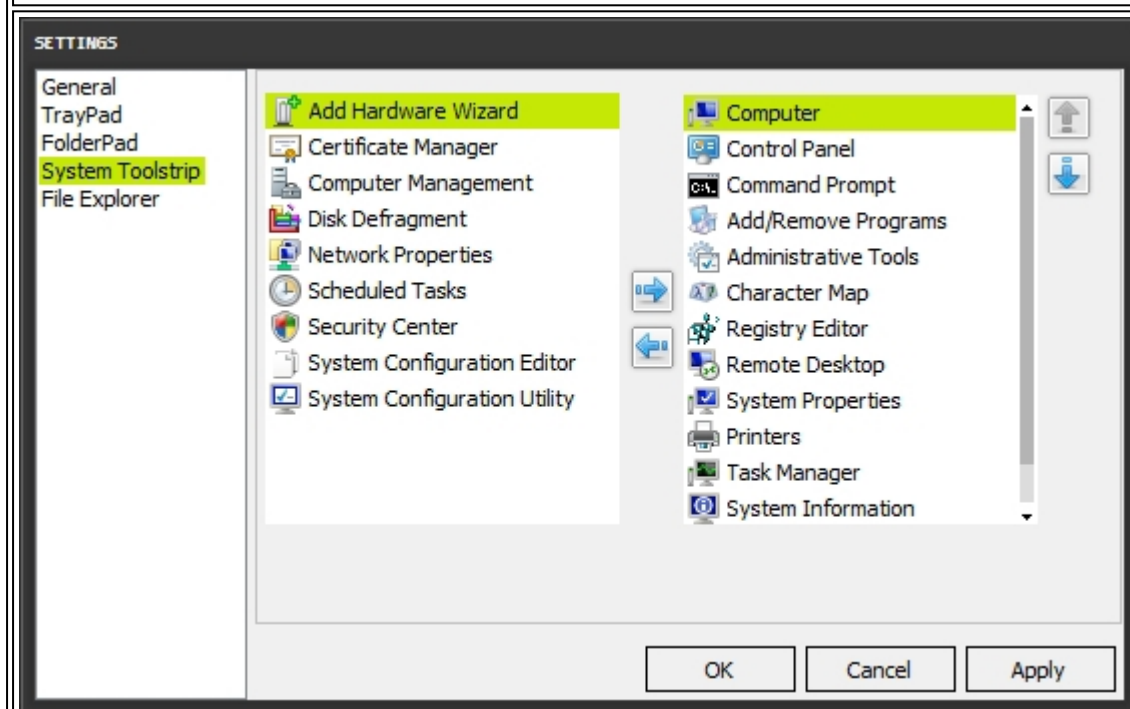 SETTINGS
General
TrayPad
FolderPad
System Toolstrip
File Explorer
Add Hardware Wizard
Certificate Manager
Computer Management
Disk Defragment
Network Properties
Scheduled Tasks
Security Center
System Configuration Editor
System Configuration Utility
Computer
Control Panel
C:\.
Command Prompt
Add/Remove Programs
Administrative Tools
Character Map
Registry Editor
Remote Desktop
System Properties
Printers
Task Manager
System Information
OK
Cancel
Apply